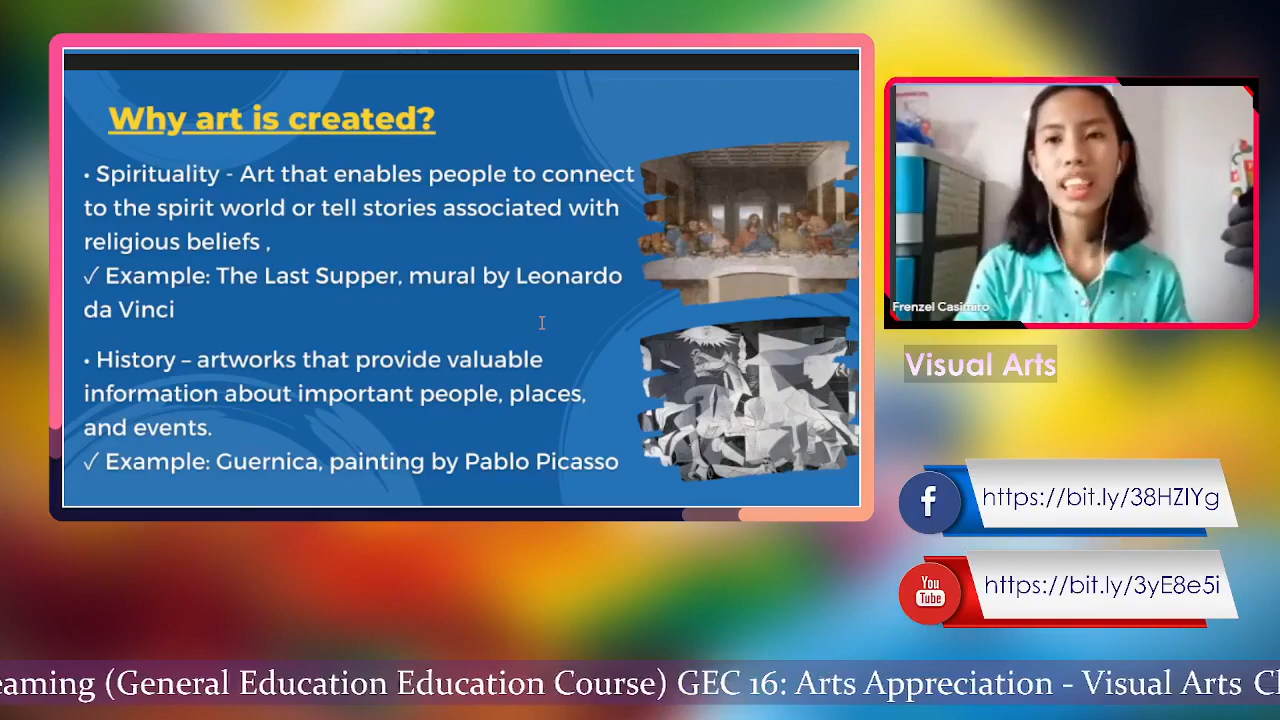 Why art is created?
• Spirituality - Art that enables people to connect
to the spirit world or tell stories associated with
religious beliefs ,
✓ Example: The Last Supper, mural by Leonardo
da Vinci
• History – artworks that provide valuable
information about important people, places,
and events.
✓ Example: Guernica, painting by Pablo Picasso
Frenzel Casimiro
Visual Arts
f
https://bit.ly/38HZIYg
You
Tube
https://bit.ly/3yE8e5i
eaming (General Education Education Course) GEC 16: Arts Appreciation - Visual Arts Cl